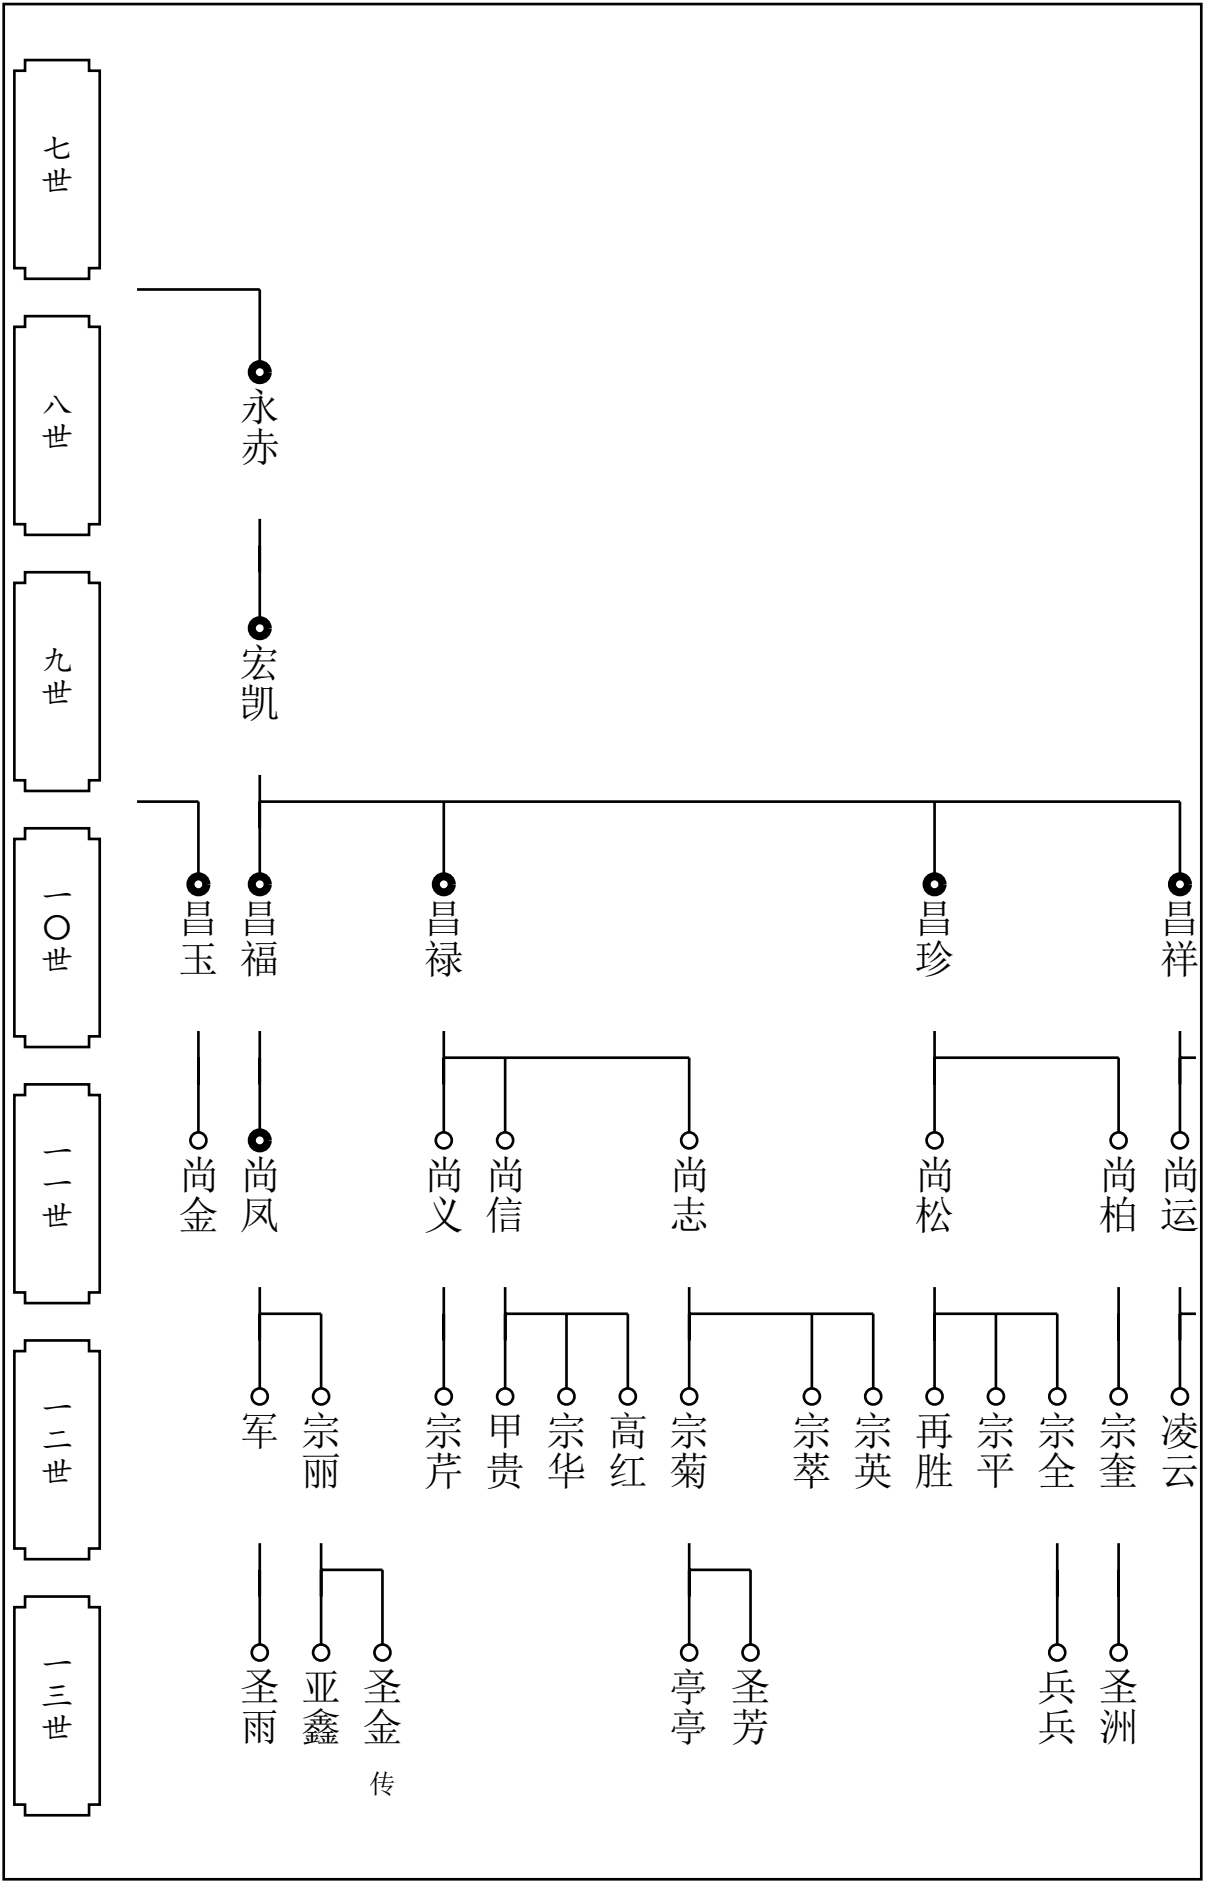 七世
八世
永赤
九世
宏凯
一〇世
昌玉
昌福
昌禄
昌珍
昌祥
一一世
尚金
尚凤
尚义
尚信
尚志
尚松
尚柏
尚运
一二世
军
宗丽
宗芹
甲贵
宗华
高红
宗菊
宗萃
宗英
再胜
宗平
宗全
宗奎
凌云
一三世
圣雨
亚鑫
圣金
传
亭亭
圣芳
兵兵
圣洲